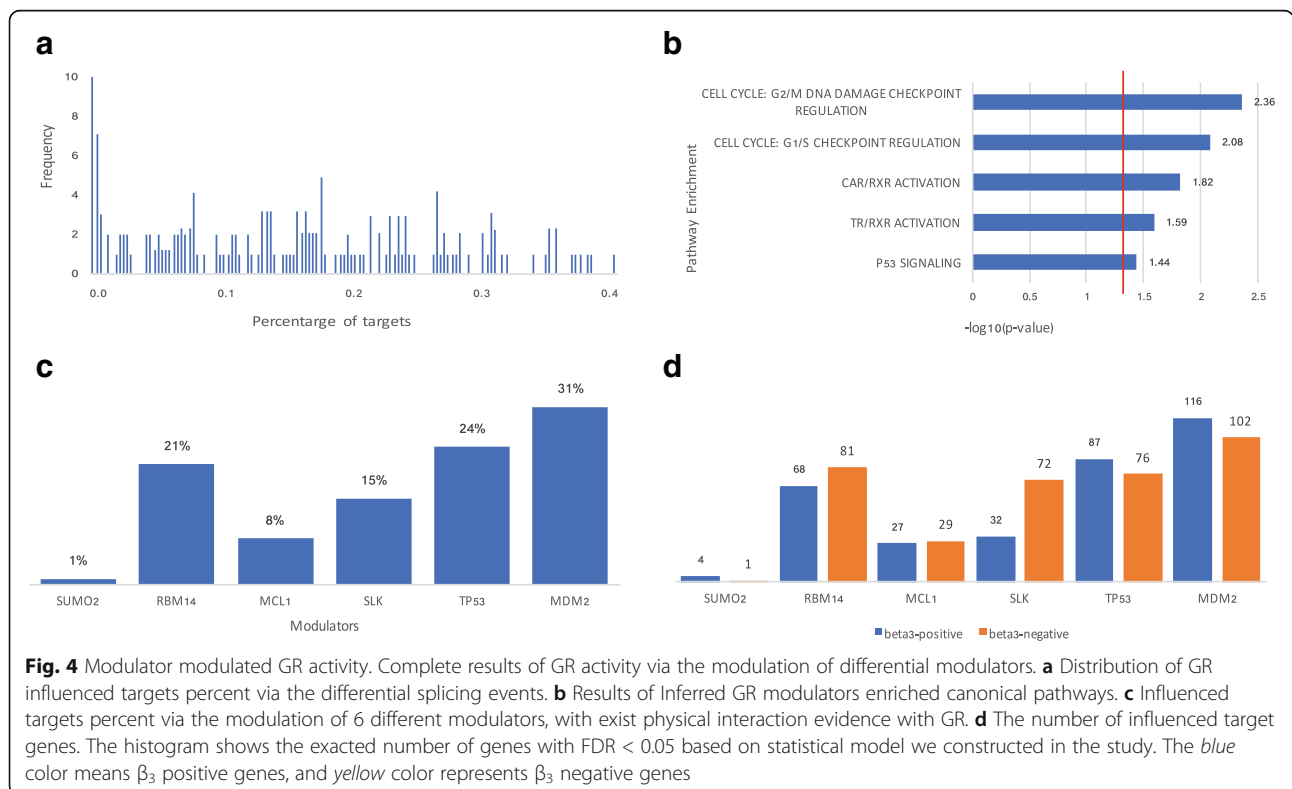 a
10
8
6
4
2
0
Frequency
0.0 0.1 0.2 0.3 0.4
Percentarge of targets
b
Pathway Enrichment
CELL CYCLE: G2/M DNA DAMAGE CHECKPOINT
REGULATION
2.36
CELL CYCLE: G1/S CHECKPOINT REGULATION
2.08
CAR/RXR ACTIVATION
1.82
TR/RXR ACTIVATION
1.59
P53 SIGNALING
1.44
0 0.5 1 1.5 2 2.5
-log10(p-value)
c
1% 21% 8% 15% 24% 31%
SUMO2 RBM14 MCL1 SLK TP53 MDM2
Modulators
d
4 1 68 81 27 29 32 72 87 76 116 102
SUMO2 RBM14 MCL1 SLK TP53 MDM2
beta3-positive beta3-negative
Fig. 4 Modulator modulated GR activity. Complete results of GR activity via the modulation of differential modulators. a Distribution of GR
influenced targets percent via the differential splicing events. b Results of Inferred GR modulators enriched canonical pathways. c Influenced
targets percent via the modulation of 6 different modulators, with exist physical interaction evidence with GR. d The number of influenced target
genes. The histogram shows the exacted number of genes with FDR < 0.05 based on statistical model we constructed in the study. The blue
color means β₃ positive genes, and yellow color represents β₃ negative genes